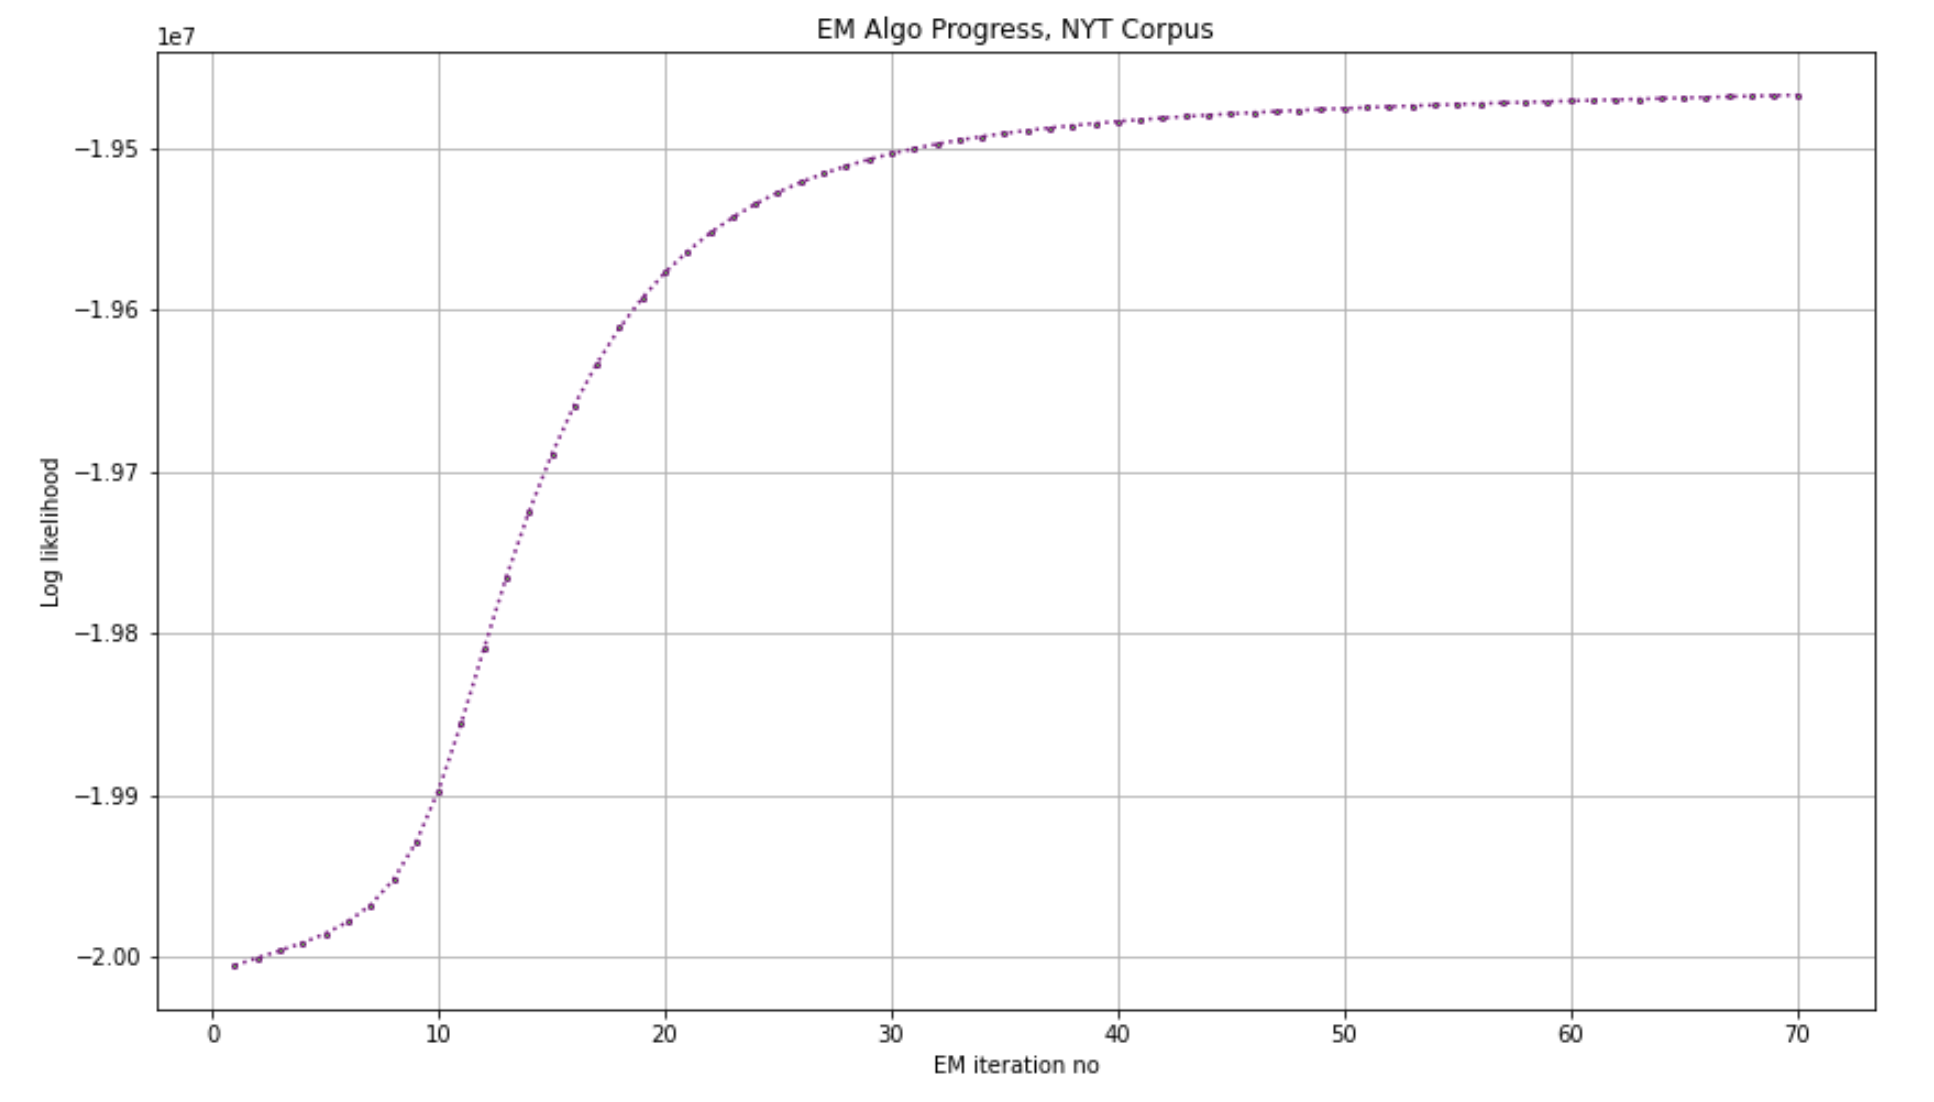 EM Algo Progress, NYT Corpus
1e7
−1.95
−1.96
−1.97
−1.98
−1.99
−2.00
Log likelihood
0 10 20 30 40 50 60 70
EM iteration no